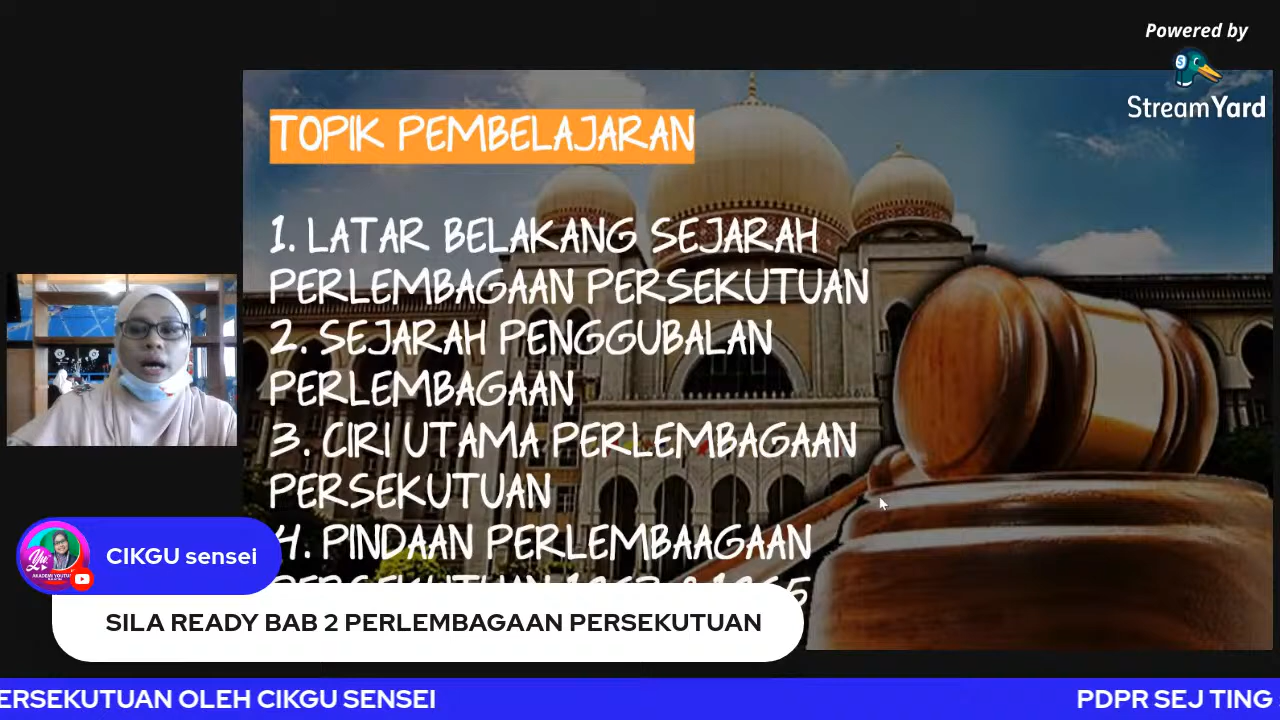 Powered by
StreamYard
TOPIK PEMBELAJARAN
1. LATAR BELAKANG SEJARAH
PERLEMBAGAAN PERSEKUTUAN
2. SEJARAH PENGGUBALAN
PERLEMBAGAAN
3. CIRI UTAMA PERLEMBAGAAN
PERSEKUTUAN
4. PINDAAN PERLEMBAAGAAN
PERSEKUTUAN
CIKGU sensei
SILA READY BAB 2 PERLEMBAGAAN PERSEKUTUAN
ERSEKUTUAN OLEH CIKGU SENSEI
PDPR SEJ TING